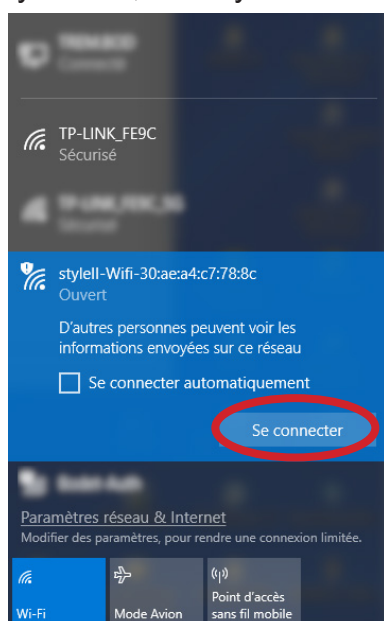 TP-LINK_FE9C
Sécurisé
styleII-Wifi-30:ae:a4:c7:78:8c
Ouvert
D'autres personnes peuvent voir les
informations envoyées sur ce réseau
Se connecter automatiquement
Se connecter
Paramètres réseau & Internet
Modifier des paramètres, pour rendre une connexion limitée.
Wi-Fi
Mode Avion
Point d'accès
sans fil mobile